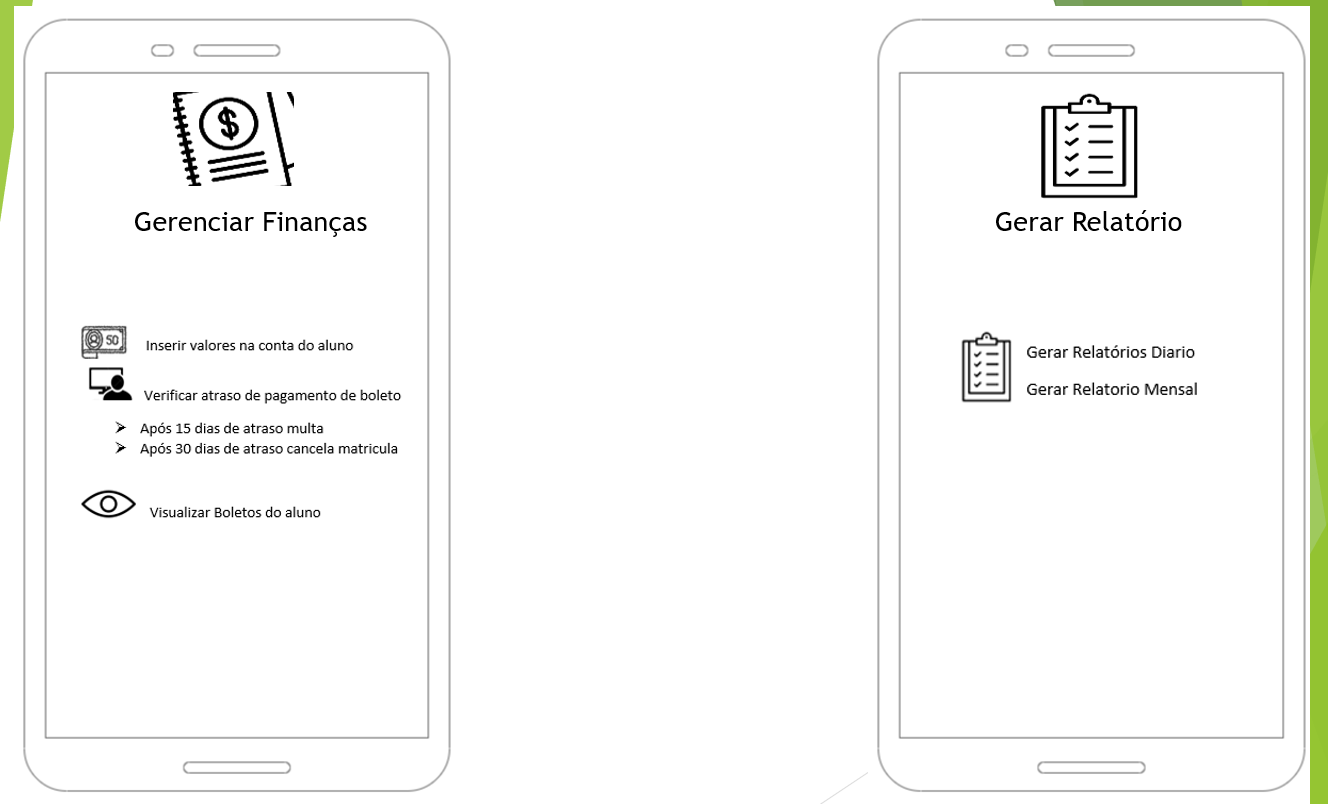 Gerenciar Finanças
50
Inserir valores na conta do aluno
Verificar atraso de pagamento de boleto
Após 15 dias de atraso multa
Após 30 dias de atraso cancela matricula
Visualizar Boletos do aluno
Gerar Relatório
Gerar Relatórios Diario
Gerar Relatorio Mensal